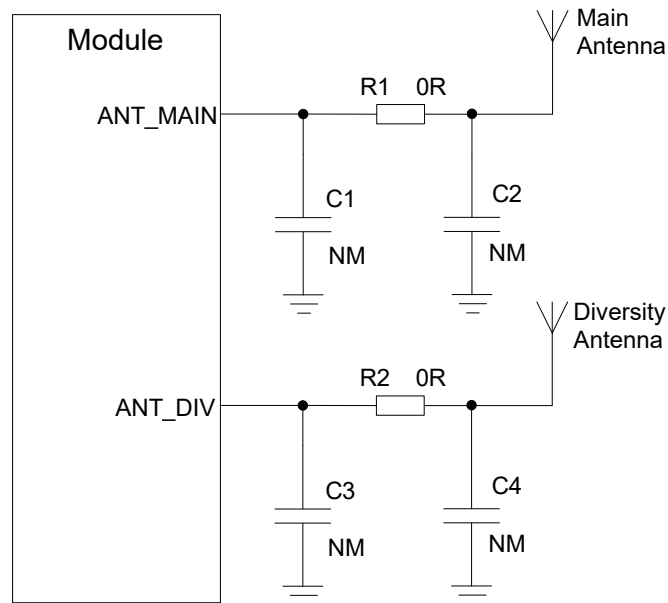 Module
Main
Antenna
R1 0R
ANT_MAIN
C1
C2
NM
NM
Diversity
Antenna
R2 0R
ANT_DIV
C3
C4
NM
NM